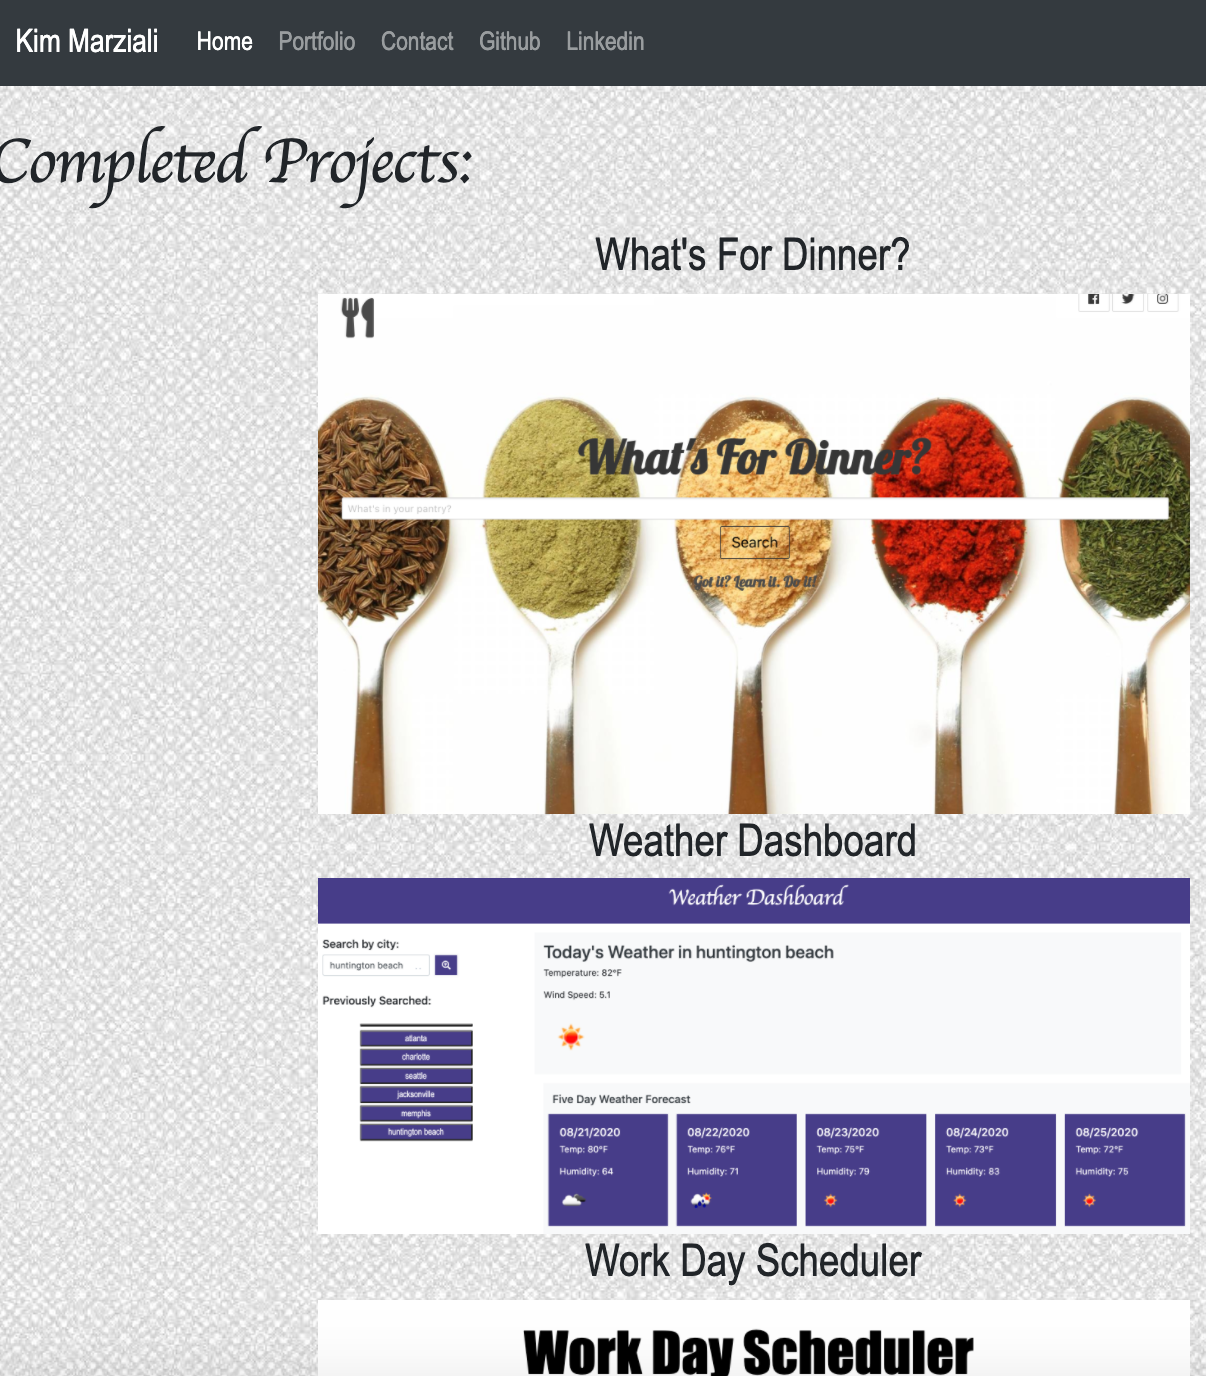 Kim Marziali Home Portfolio Contact Github Linkedin
Completed Projects:
What's For Dinner?
What's For Dinner?
What's in your pantry?
Search
Got it? Learn it. Do it!
Weather Dashboard
Weather Dashboard
Search by city:
huntington beach
Previously Searched:
atlanta
charlotte
seattle
jacksonville
memphis
huntington beach
Today's Weather in huntington beach
Temperature: 82°F
Wind Speed: 5.1
Five Day Weather Forecast
08/21/2020 08/22/2020 08/23/2020 08/24/2020 08/25/2020
Temp: 80°F Temp: 76°F Temp: 75°F Temp: 73°F Temp: 72°F
Humidity: 64 Humidity: 71 Humidity: 79 Humidity: 83 Humidity: 75
Work Day Scheduler
Work Day Scheduler